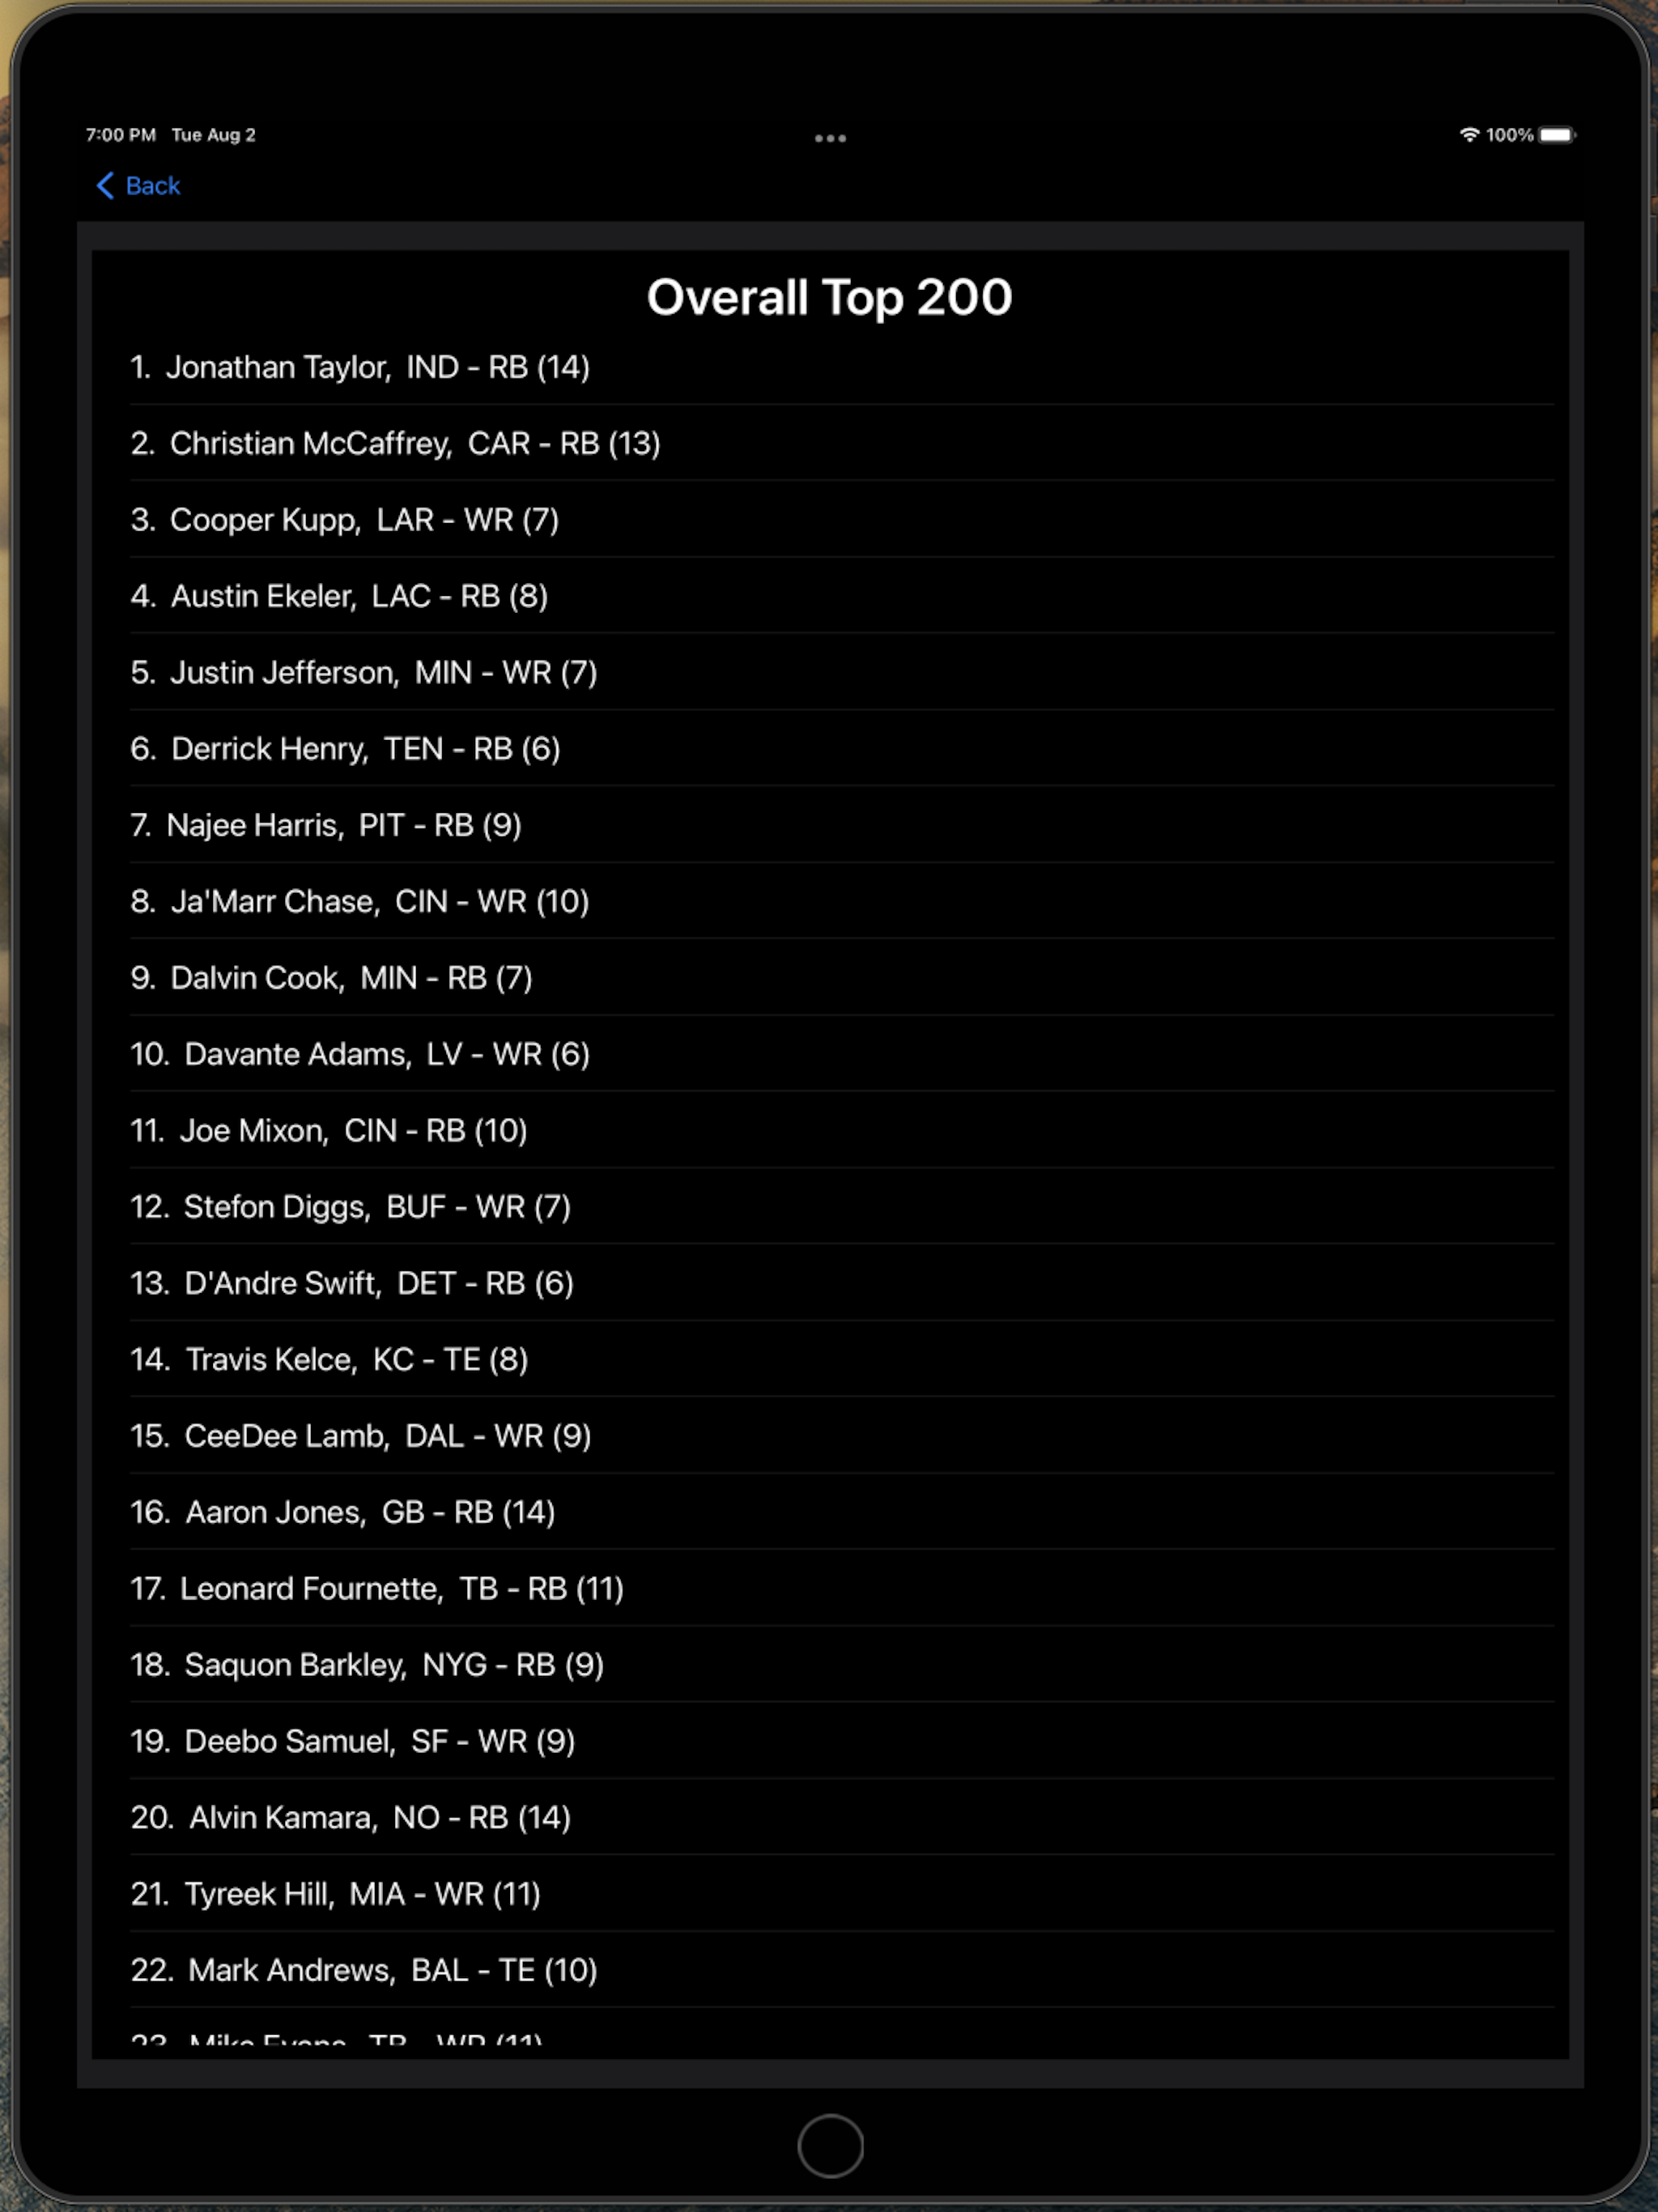 7:00 PM Tue Aug 2
100%
Back
Overall Top 200
1. Jonathan Taylor, IND - RB (14)
2. Christian McCaffrey, CAR - RB (13)
3. Cooper Kupp, LAR - WR (7)
4. Austin Ekeler, LAC - RB (8)
5. Justin Jefferson, MIN - WR (7)
6. Derrick Henry, TEN - RB (6)
7. Najee Harris, PIT - RB (9)
8. Ja'Marr Chase, CIN - WR (10)
9. Dalvin Cook, MIN - RB (7)
10. Davante Adams, LV - WR (6)
11. Joe Mixon, CIN - RB (10)
12. Stefon Diggs, BUF - WR (7)
13. D'Andre Swift, DET - RB (6)
14. Travis Kelce, KC - TE (8)
15. CeeDee Lamb, DAL - WR (9)
16. Aaron Jones, GB - RB (14)
17. Leonard Fournette, TB - RB (11)
18. Saquon Barkley, NYG - RB (9)
19. Deebo Samuel, SF - WR (9)
20. Alvin Kamara, NO - RB (14)
21. Tyreek Hill, MIA - WR (11)
22. Mark Andrews, BAL - TE (10)
23. Mike Evans, TB - WR (11)